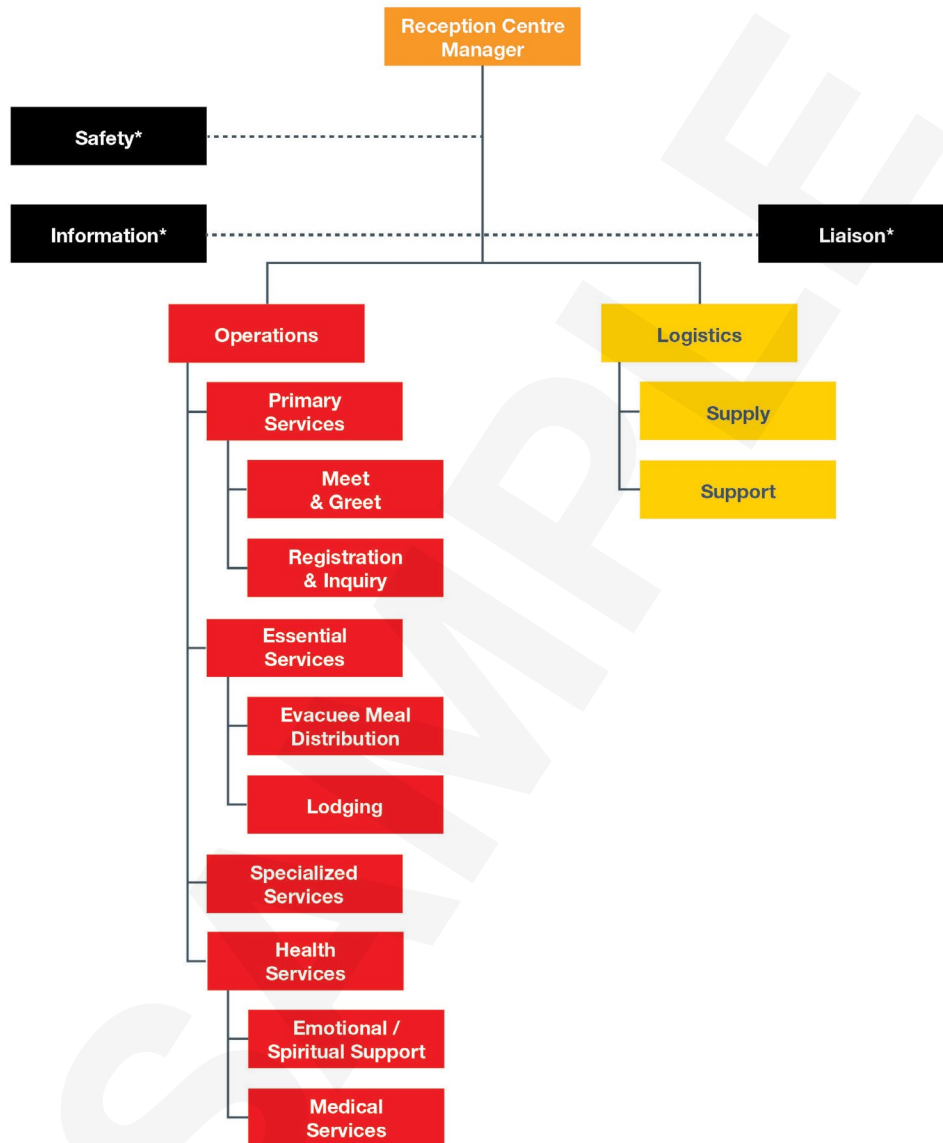 Reception Centre
Manager
Safety*
Information*
Liaison*
Operations
Logistics
Primary
Services
Supply
Meet
& Greet
Support
Registration
& Inquiry
Essential
Services
Evacuee Meal
Distribution
Lodging
Specialized
Services
Health
Services
Emotional /
Spiritual Support
Medical
Services
SAMPLE